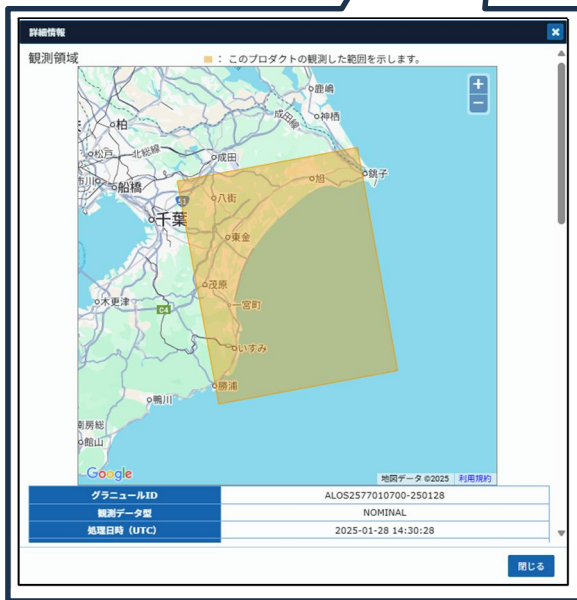 詳細情報
観測領域
： このプロダクトの観測した範囲を示します。
鹿嶋
柏
成田線
神栖
松戸
北総線
成田
旭
銚子
市川
船橋
51
八街
千葉
東金
茂原
木更津
一宮町
C4
いすみ
勝浦
鴨川
南房総
館山
Google
地図データ ©2025 利用規約
グラニュールID ALOS2577010700-250128
観測データ型 NOMINAL
処理日時（UTC） 2025-01-28 14:30:28
閉じる